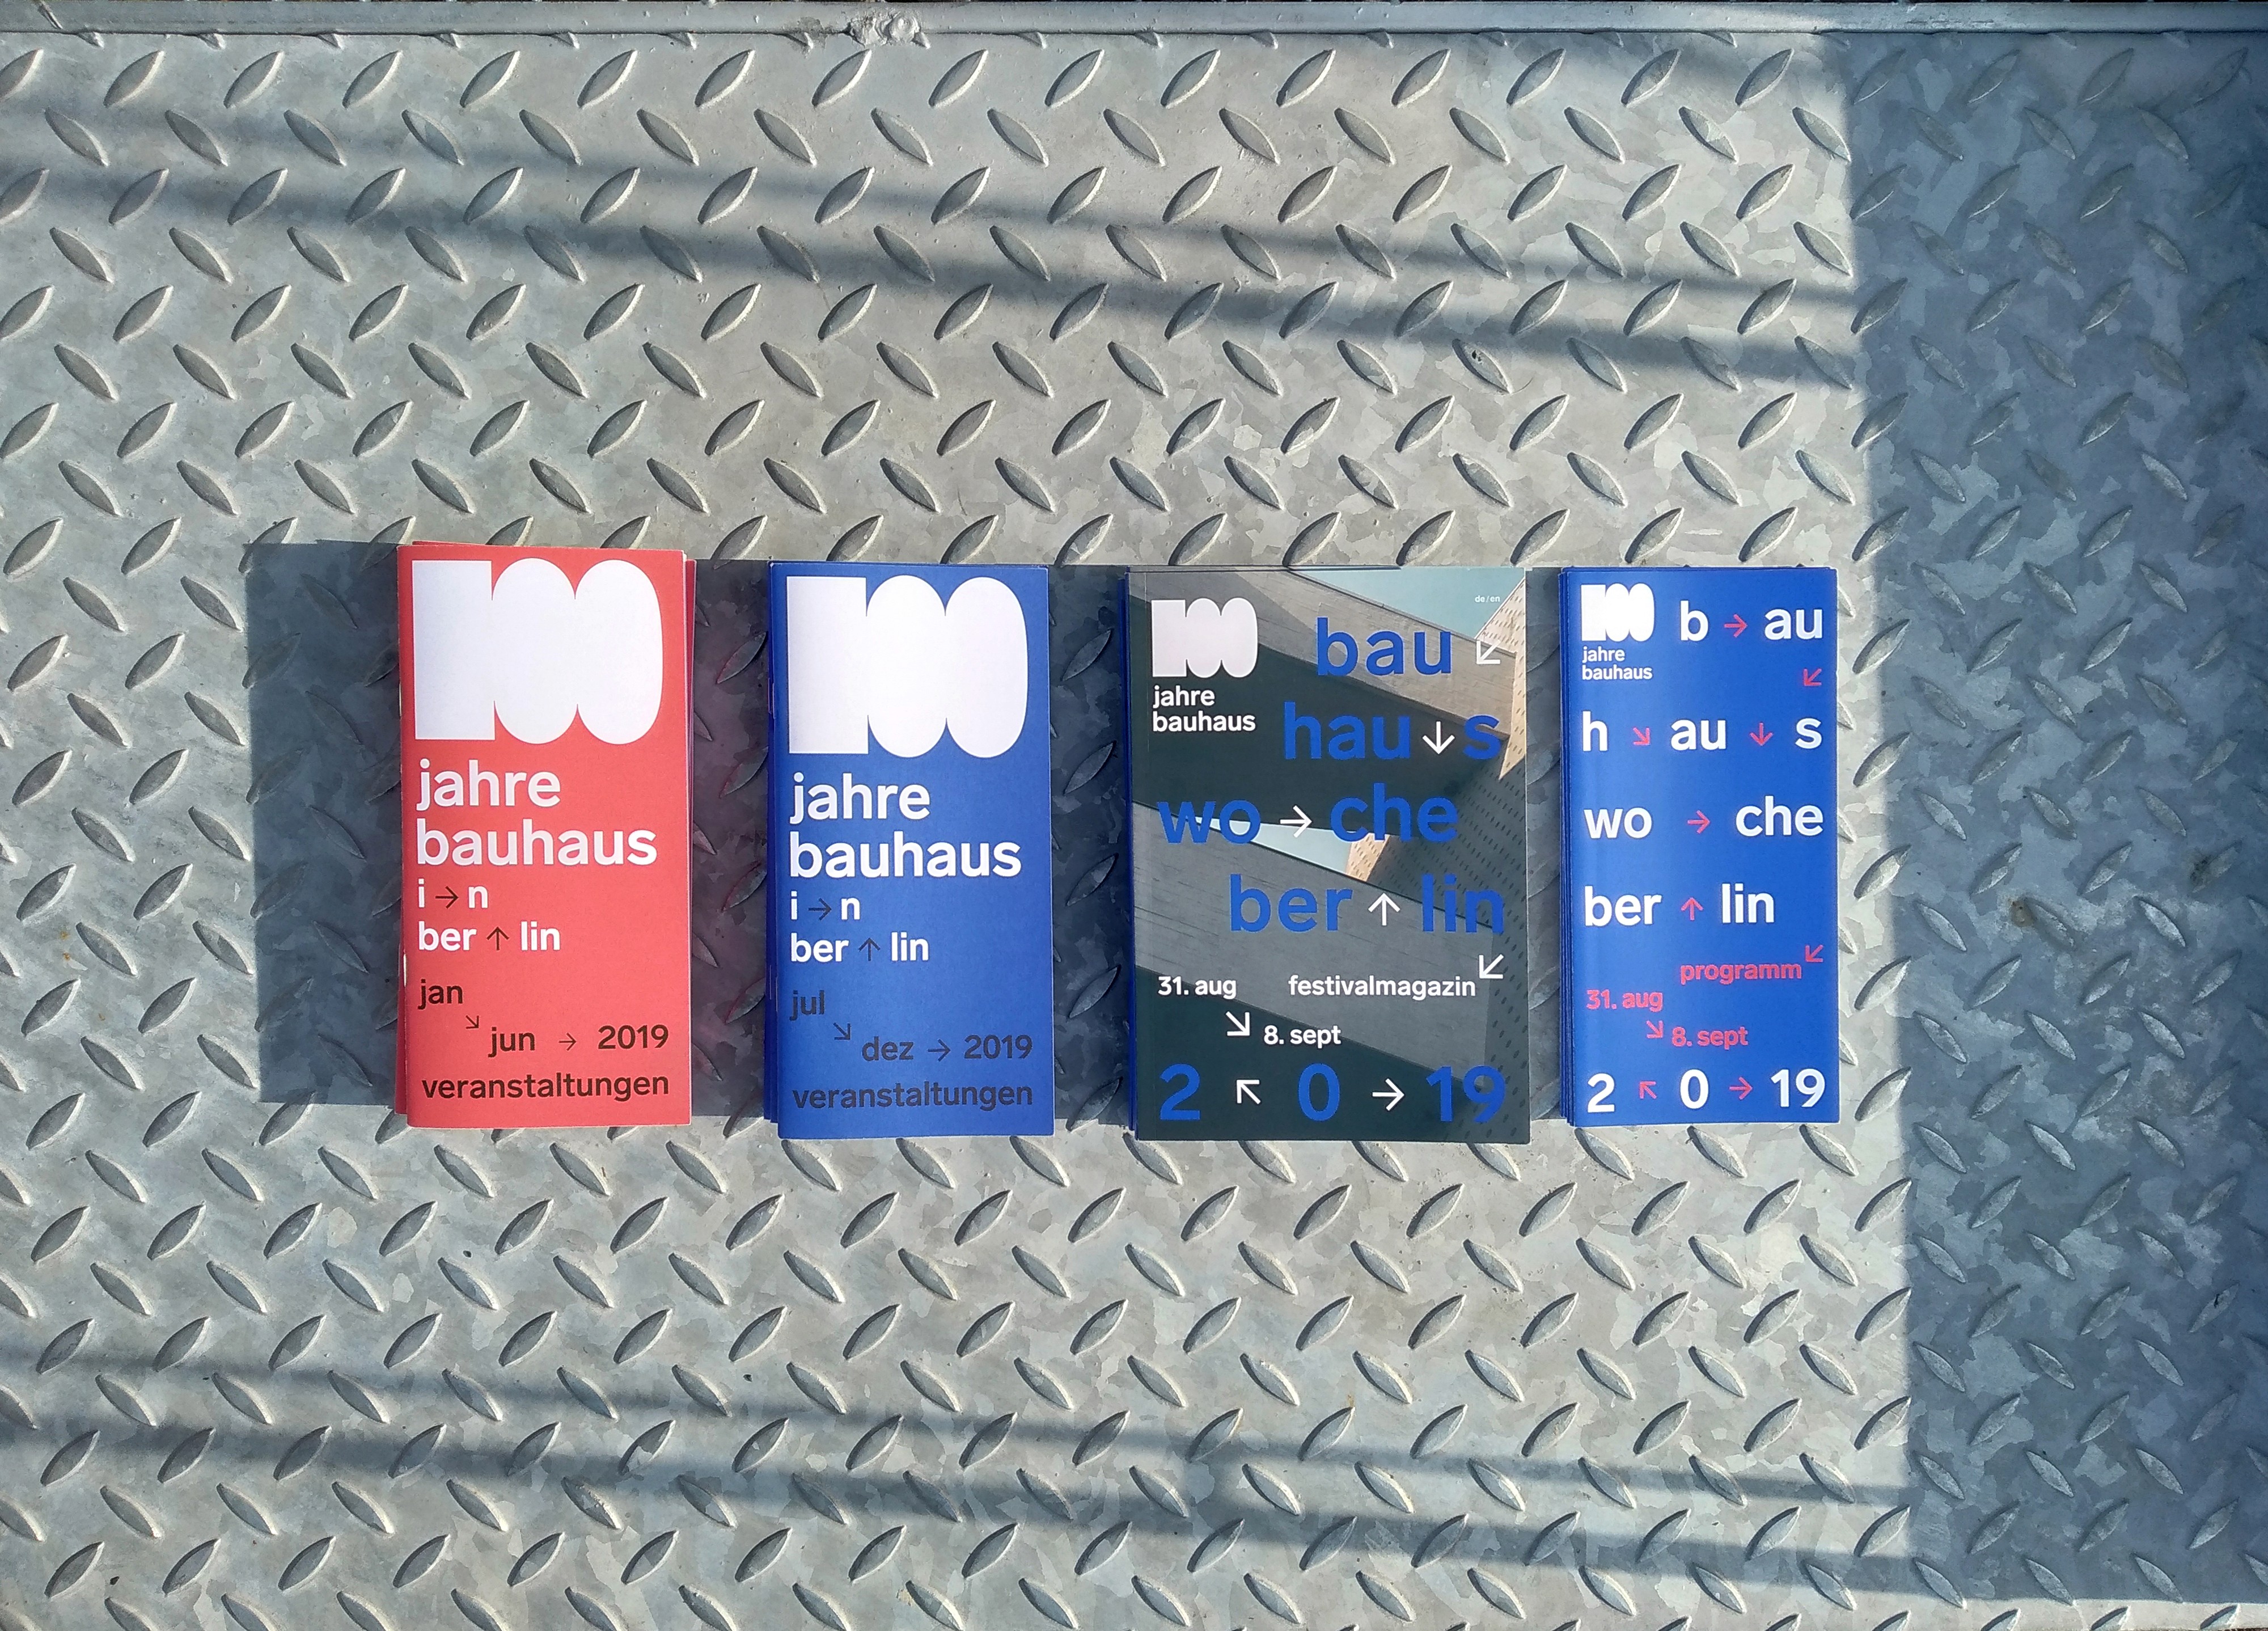 100
jahre
bauhaus
i → n
ber ↑ lin
jan
↘ jun → 2019
veranstaltungen
100
jahre
bauhaus
i → n
ber ↑ lin
jul
↘ dez → 2019
veranstaltungen
de/en
100
jahre
bauhaus
bau ↙
hau ↓ s
wo → che
ber ↑ lin
↙
31. aug festivalmagazin
↘ 8. sept
2 ↖ 0 → 19
100
jahre
bauhaus
b → au
↙
h ↘ au ↓ s
wo → che
ber ↑ lin
programm ↙
31. aug
↘ 8. sept
2 ↖ 0 → 19